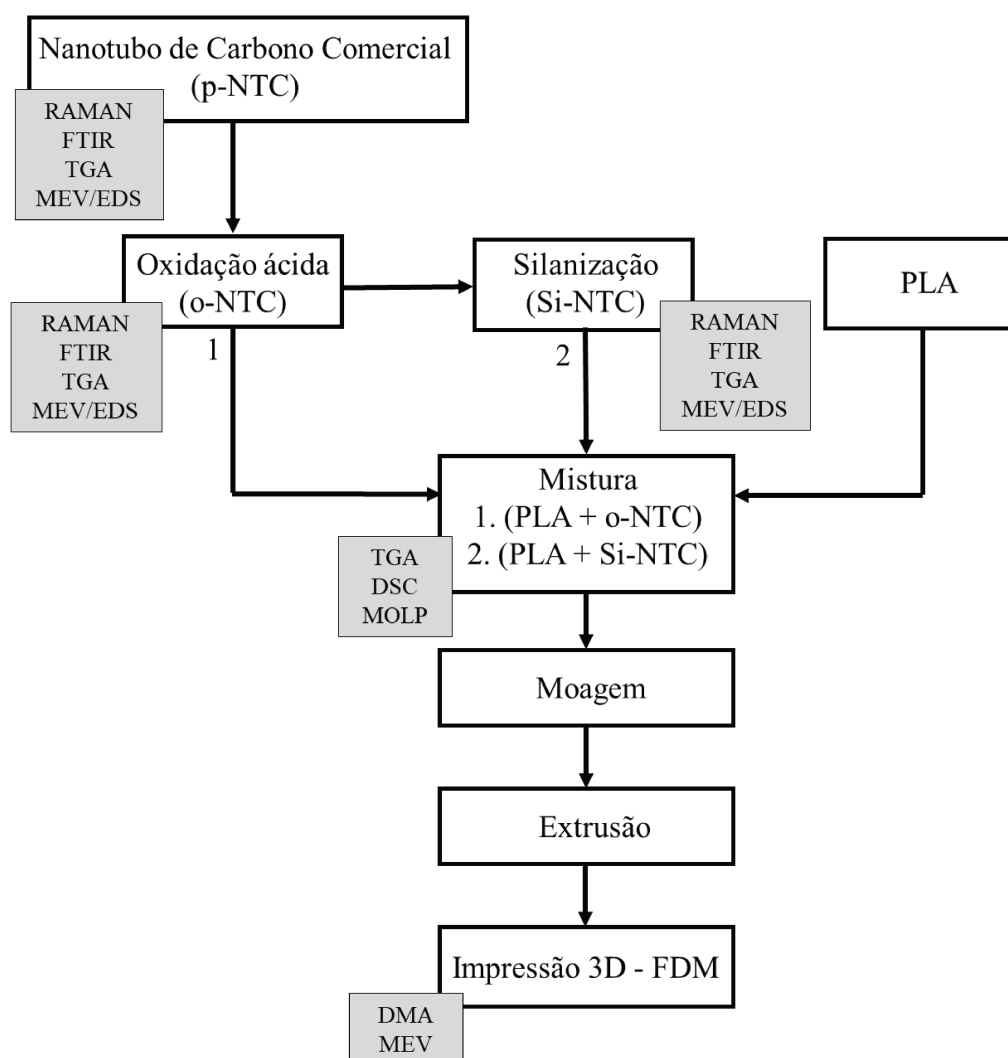 Nanotubo de Carbono Comercial
(p-NTC)
RAMAN
FTIR
TGA
MEV/EDS
Oxidação ácida
(o-NTC)
RAMAN
FTIR
TGA
MEV/EDS
1
Silanização
(Si-NTC)
2
RAMAN
FTIR
TGA
MEV/EDS
PLA
Mistura
1. (PLA + o-NTC)
2. (PLA + Si-NTC)
TGA
DSC
MOLP
Moagem
Extrusão
Impressão 3D - FDM
DMA
MEV